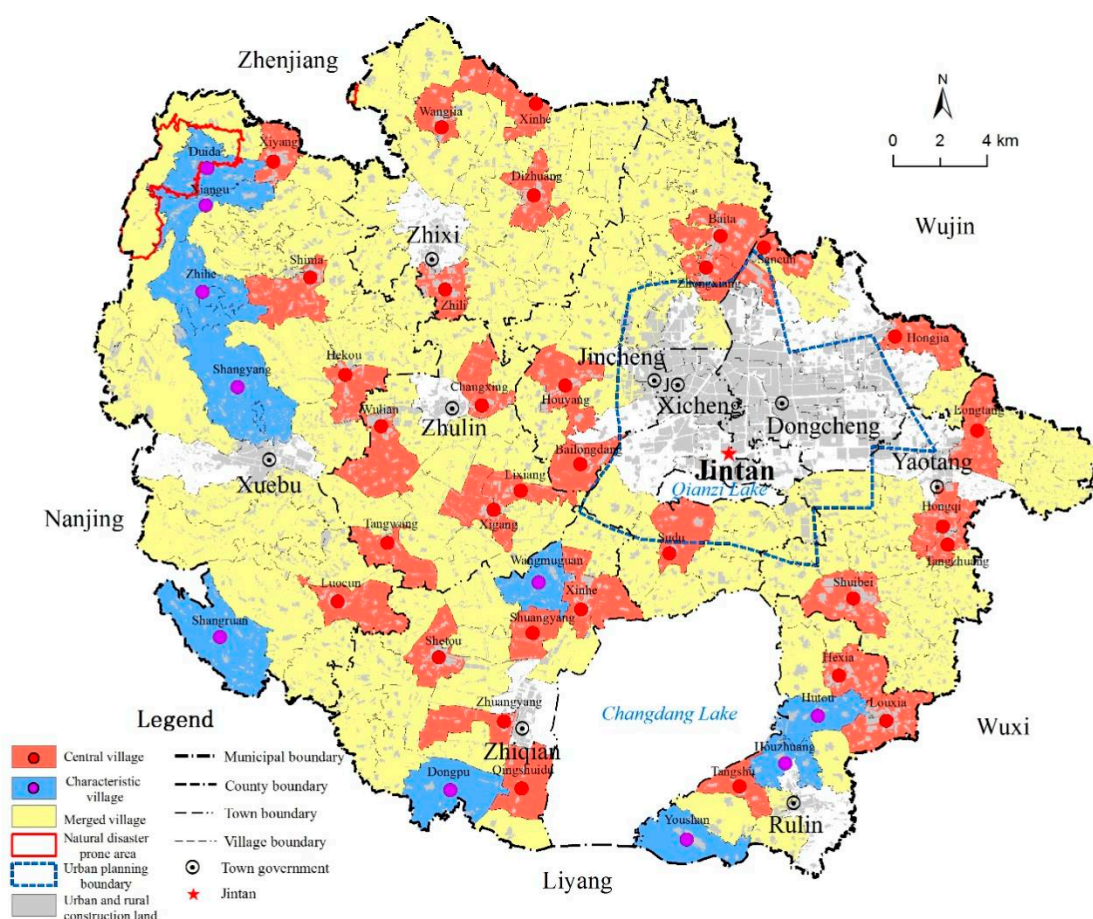 Zhenjiang
N
0 2 4 km
Wangjia
Xinhe
Xiyang
Duida
Xiangu
Dizhuang
Wujin
Baita
Sancun
Zhongxiang
Zhixi
Shima
Zhihe
Zhili
Hongjia
Jincheng
Hekou
Shangyang
Changxing
Houyang
Xicheng
Zhulin
Wulian
Dongcheng
Longtang
Bailongdang
Jintan
Yaotang
Xuebu
Lixiang
Qianzi Lake
Nanjing
Xigang
Hongqi
Tangwang
Sudu
Tangzhuang
Wangmuguan
Xinhe
Luocun
Shuibei
Shangruan
Shuangyang
Shetou
Hexia
Zhuangyang
Changdang Lake
Hutou
Louxia
Wuxi
Zhiqian
Houzhuang
Dongpu
Qingshuidu
Tangshu
Rulin
Youshan
Liyang
Legend
Central village
Characteristic
village
Merged village
Natural disaster
prone area
Urban planning
boundary
Urban and rural
construction land
Municipal boundary
County boundary
Town boundary
Village boundary
Town government
Jintan